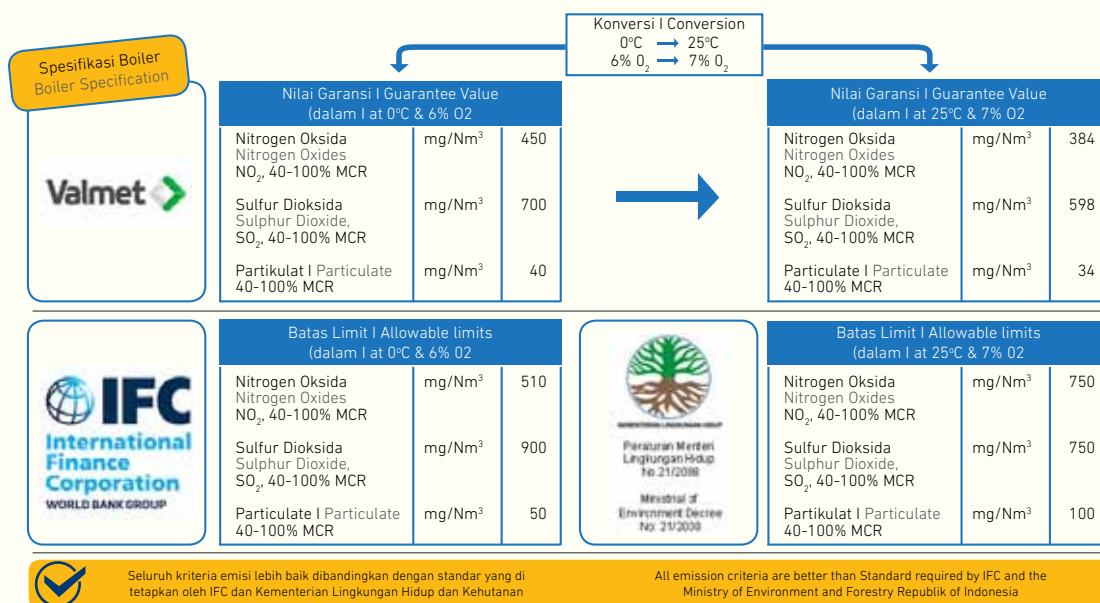 Konversi I Conversion
0ºC → 25ºC
6% O₂ → 7% O₂
Spesifikasi Boiler
Boiler Specification
Valmet
Nilai Garansi I Guarantee Value
(dalam I at 0ºC & 6% O2
Nitrogen Oksida mg/Nm³ 450
Nitrogen Oxides
NO₂, 40-100% MCR
Sulfur Dioksida mg/Nm³ 700
Sulphur Dioxide,
SO₂, 40-100% MCR
Partikulat I Particulate mg/Nm³ 40
40-100% MCR
Nilai Garansi I Guarantee Value
(dalam I at 25ºC & 7% O2
Nitrogen Oksida mg/Nm³ 384
Nitrogen Oxides
NO₂, 40-100% MCR
Sulfur Dioksida mg/Nm³ 598
Sulphur Dioxide,
SO₂, 40-100% MCR
Particulate I Particulate mg/Nm³ 34
40-100% MCR
IFC
International
Finance
Corporation
WORLD BANK GROUP
Batas Limit I Allowable limits
(dalam I at 0ºC & 6% 02
Nitrogen Oksida mg/Nm³ 510
Nitrogen Oxides
NO₂, 40-100% MCR
Sulfur Dioksida mg/Nm³ 900
Sulphur Dioxide,
SO₂, 40-100% MCR
Particulate I Particulate mg/Nm³ 50
40-100% MCR
KEMENTERIAN LINGKUNGAN HIDUP
Peraturan Menteri
Lingkungan Hidup
No.21/2008
Ministrial of
Environment Decree
No: 21/2008
Batas Limit I Allowable limits
(dalam I at 25ºC & 7% 02
Nitrogen Oksida mg/Nm³ 750
Nitrogen Oxides
NO₂, 40-100% MCR
Sulfur Dioksida mg/Nm³ 750
Sulphur Dioxide,
SO₂, 40-100% MCR
Partikulat I Particulate mg/Nm³ 100
40-100% MCR
Seluruh kriteria emisi lebih baik dibandingkan dengan standar yang di
tetapkan oleh IFC dan Kementerian Lingkungan Hidup dan Kehutanan
All emission criteria are better than Standard required by IFC and the
Ministry of Environment and Forestry Republik of Indonesia